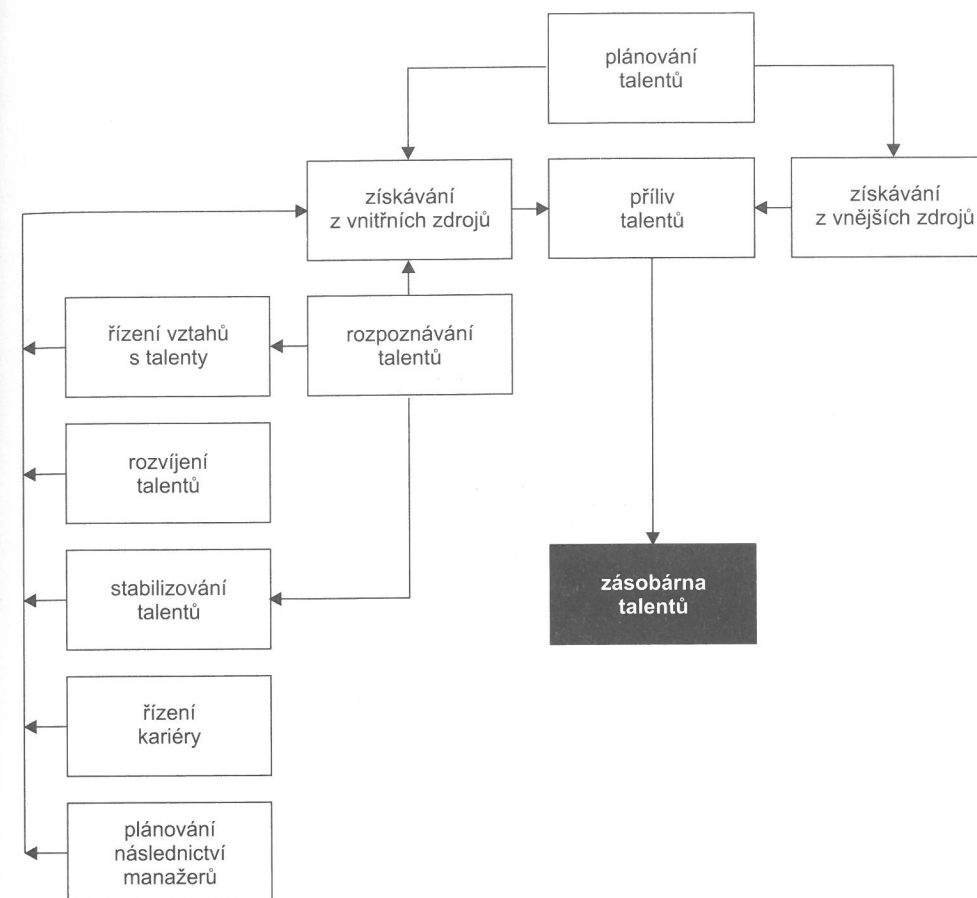 plánování
talentů
získávání
z vnitřních zdrojů
příliv
talentů
získávání
z vnějších zdrojů
řízení vztahů
s talenty
rozpoznávání
talentů
rozvíjení
talentů
stabilizování
talentů
zásobárna
talentů
řízení
kariéry
plánování
následnictví
manažerů